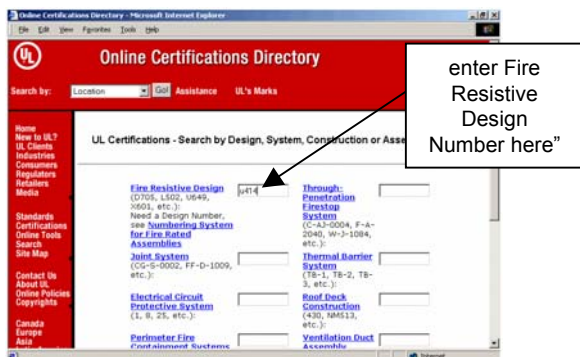 Online Certifications Directory - Microsoft Internet Explorer
File Edit View Favorites Tools Help
UL
Online Certifications Directory
Search by: Location Go! Assistance UL's Marks
enter Fire
Resistive
Design
Number here”
Home
New to UL?
UL Clients
Industries
Consumers
Regulators
Retailers
Media
Standards
Certifications
Online Tools
Search
Site Map
Contact Us
About UL
Online Policies
Copyrights
Canada
Europe
Asia
UL Certifications - Search by Design, System, Construction or Asse
Fire Resistive Design
(D705, L502, U649,
X601, etc.):
Need a Design Number,
see Numbering System
for Fire Rated
Assemblies
u414
Through-
Penetration
Firestop
System
(C-AJ-0004, F-A-
2040, W-J-1084,
etc.):
Joint System
(CG-S-0002, FF-D-1009,
etc.):
Thermal Barrier
System
(TB-1, TB-2, TB-
3, etc.):
Electrical Circuit
Protective System
(1, 8, 25, etc.):
Roof Deck
Construction
(430, NM513,
etc.):
Perimeter Fire
Containment Systems
Ventilation Duct
Assembly
Internet